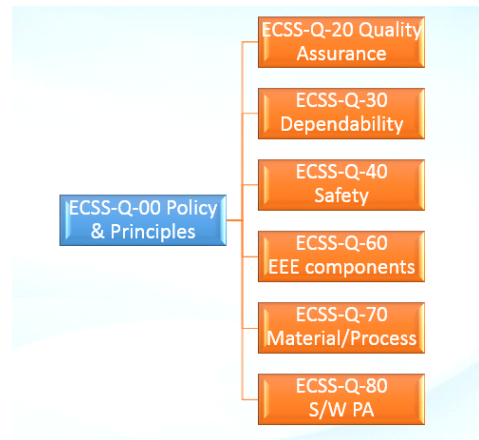 ECSS-Q-20 Quality
Assurance
ECSS-Q-30
Dependability
ECSS-Q-40
Safety
ECSS-Q-00 Policy
& Principles
ECSS-Q-60
EEE components
ECSS-Q-70
Material/Process
ECSS-Q-80
S/W PA